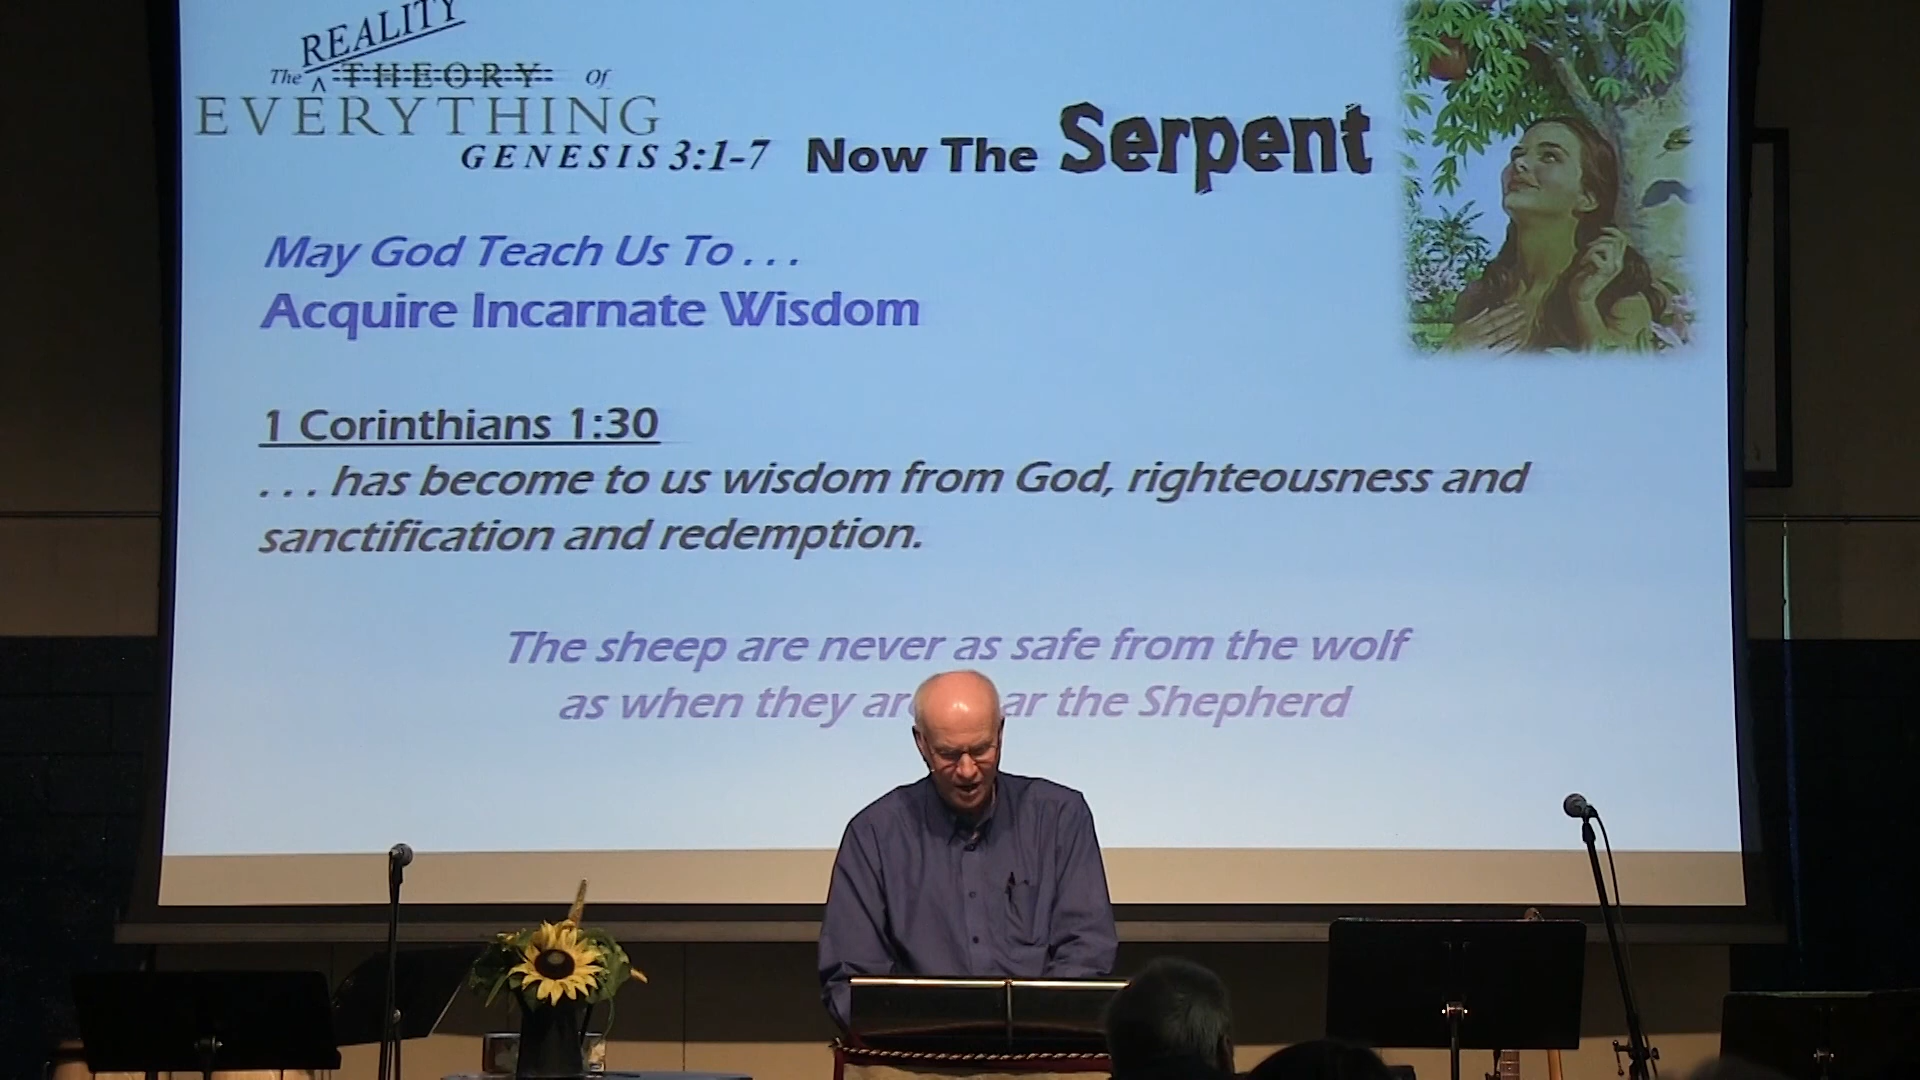 REALITY
The ^ THEORY Of
EVERYTHING
GENESIS 3:1-7 Now The Serpent
May God Teach Us To . . .
Acquire Incarnate Wisdom
1 Corinthians 1:30
. . . has become to us wisdom from God, righteousness and
sanctification and redemption.
The sheep are never as safe from the wolf
as when they the Shepherd